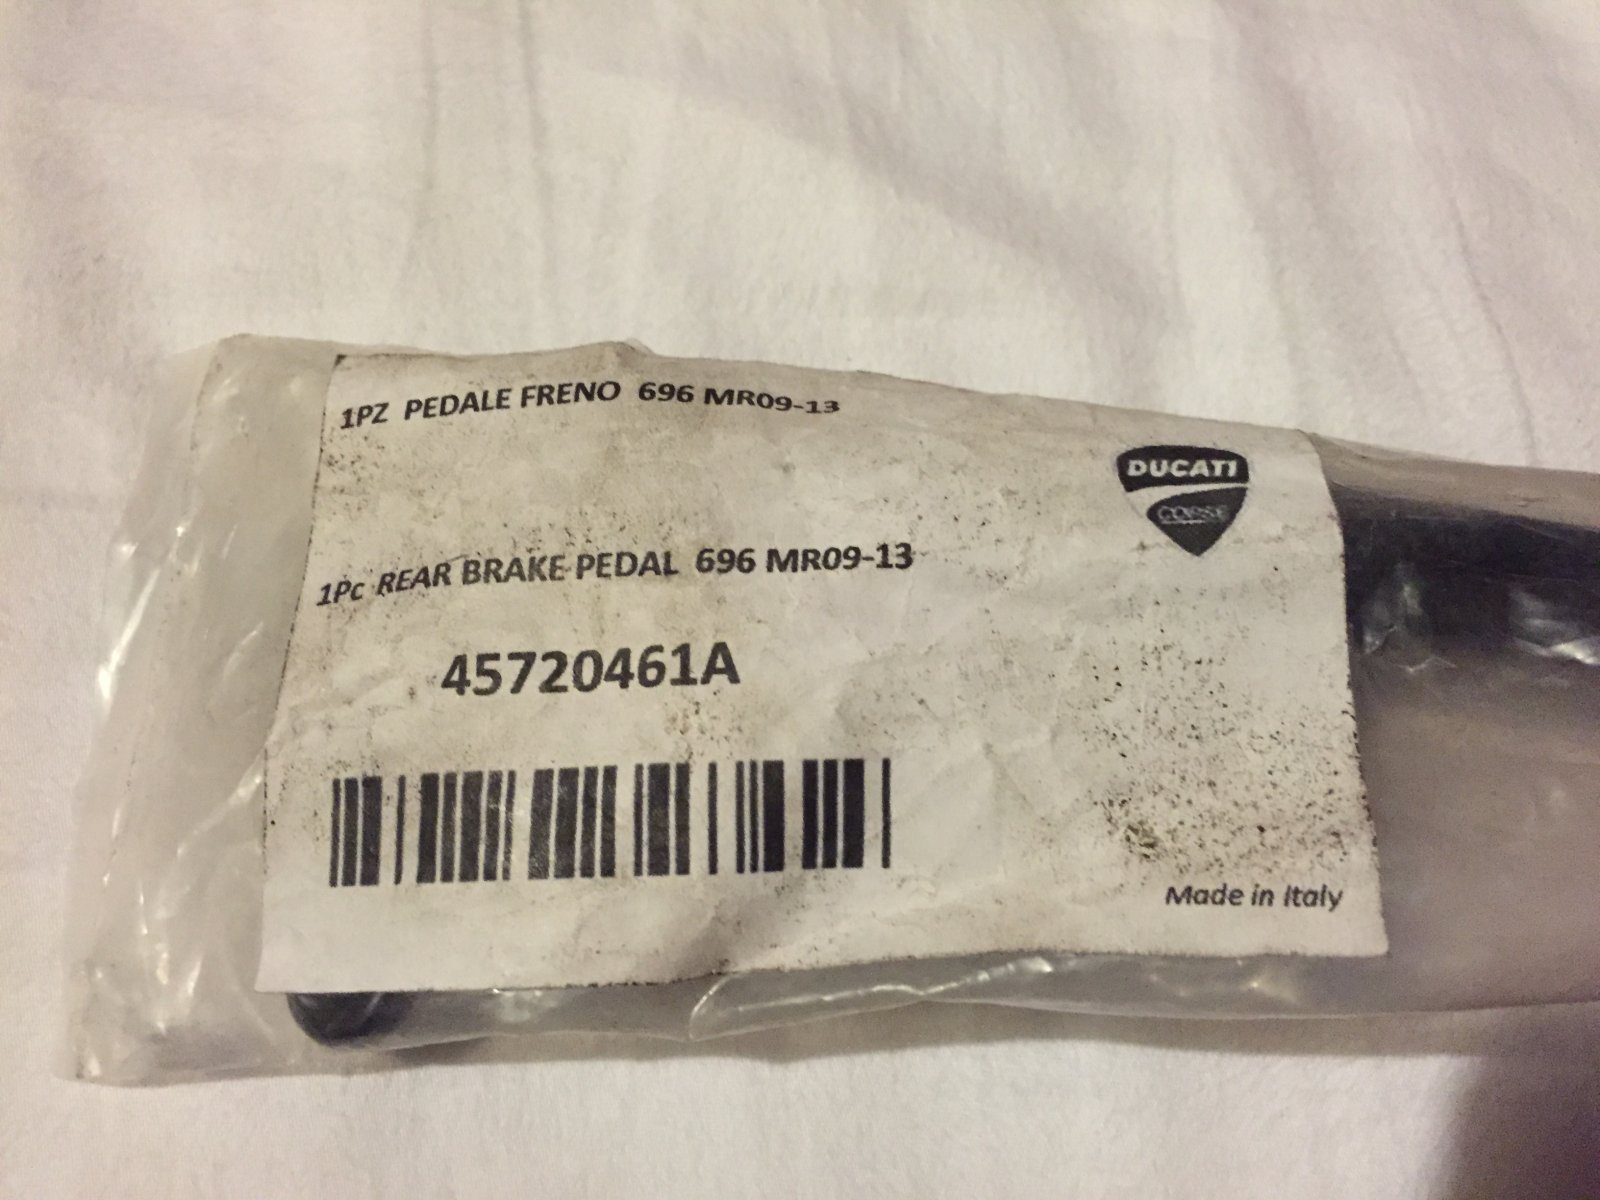 1PZ PEDALE FRENO 696 MR09-13
DUCATI
CORSE
1Pc REAR BRAKE PEDAL 696 MR09-13
45720461A
Made in Italy